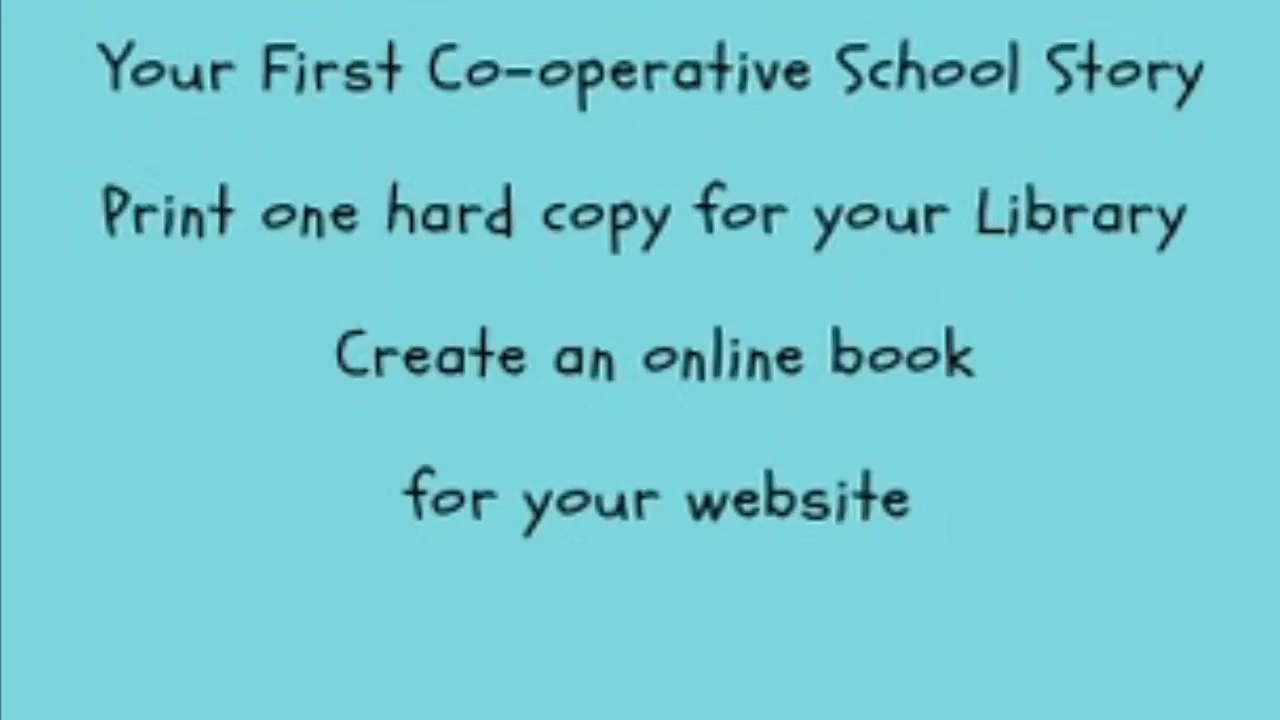 Your First Co-operative School Story
Print one hard copy for your Library
Create an online book
for your website